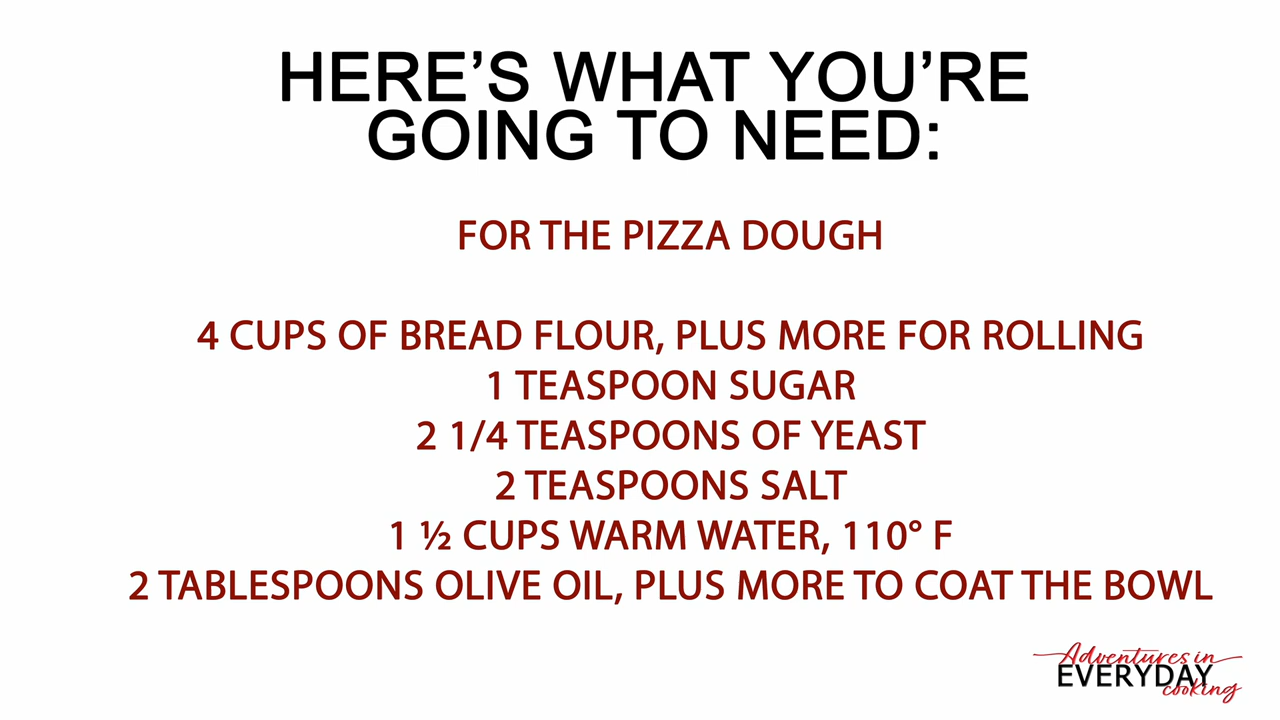 HERE'S WHAT YOU'RE
GOING TO NEED:
FOR THE PIZZA DOUGH
4 CUPS OF BREAD FLOUR, PLUS MORE FOR ROLLING
1 TEASPOON SUGAR
2 1/4 TEASPOONS OF YEAST
2 TEASPOONS SALT
1 ½ CUPS WARM WATER, 110° F
2 TABLESPOONS OLIVE OIL, PLUS MORE TO COAT THE BOWL
Adventures in
EVERYDAY
cooking